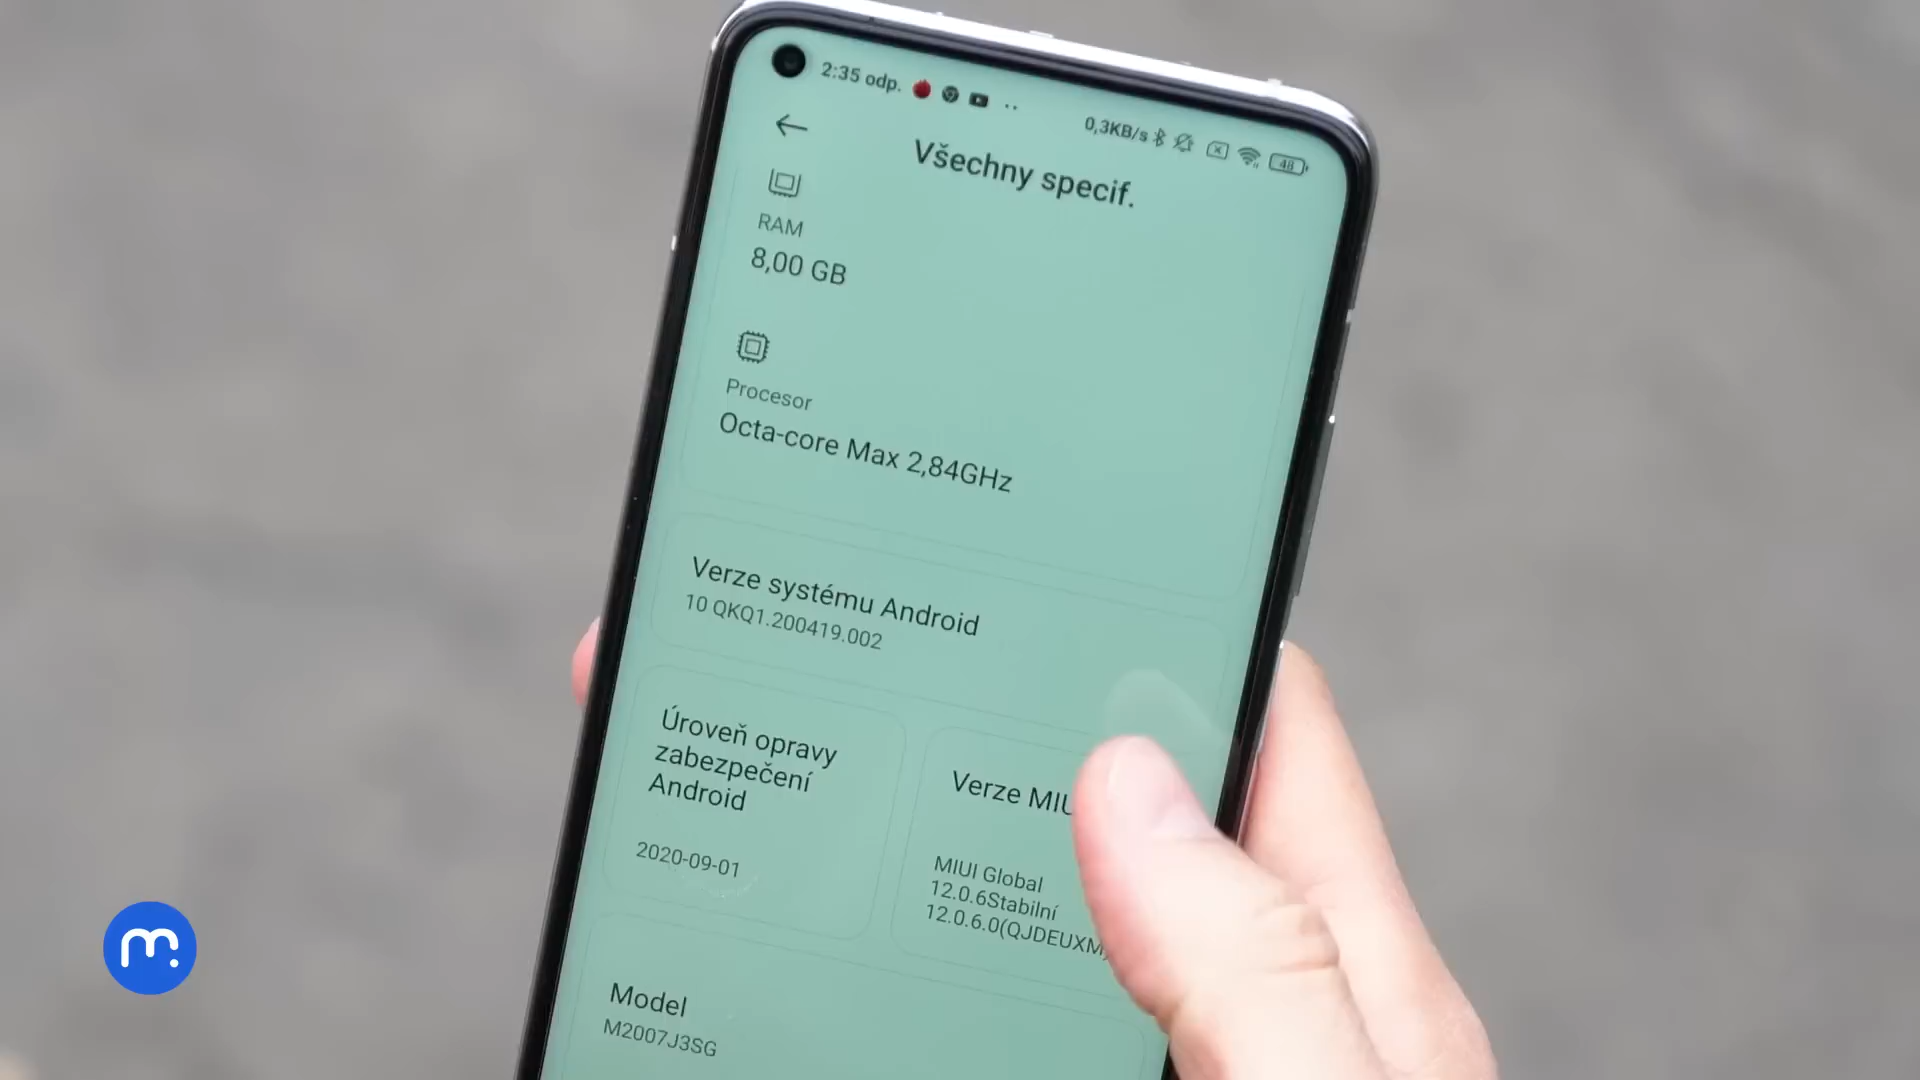 2:35 odp.
0,3KB/s
48
Všechny specif.
RAM
8,00 GB
Procesor
Octa-core Max 2,84GHz
Verze systému Android
10 QKQ1.200419.002
Úroveň opravy
zabezpečení
Android
2020-09-01
Verze MIU
MIUI Global
12.0.6Stabilní
12.0.6.0(QJDEUXM)
Model
M2007J3SG
m.